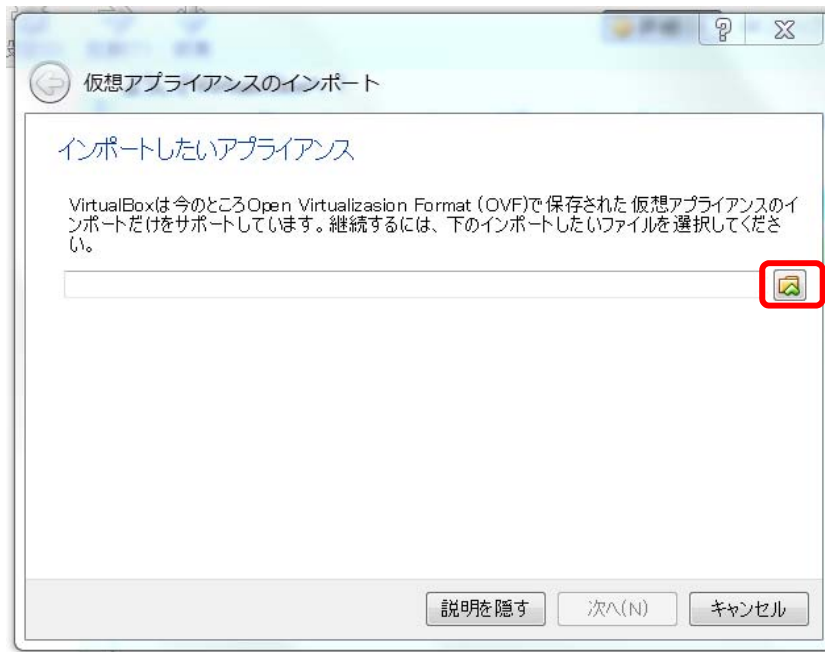 仮想アプライアンスのインポート
インポートしたいアプライアンス
VirtualBoxは今のところOpen Virtualizasion Format (OVF)で保存された仮想アプライアンスのイ
ンポートだけをサポートしています。継続するには、下のインポートしたいファイルを選択してくださ
い。
説明を隠す 次へ(N) キャンセル